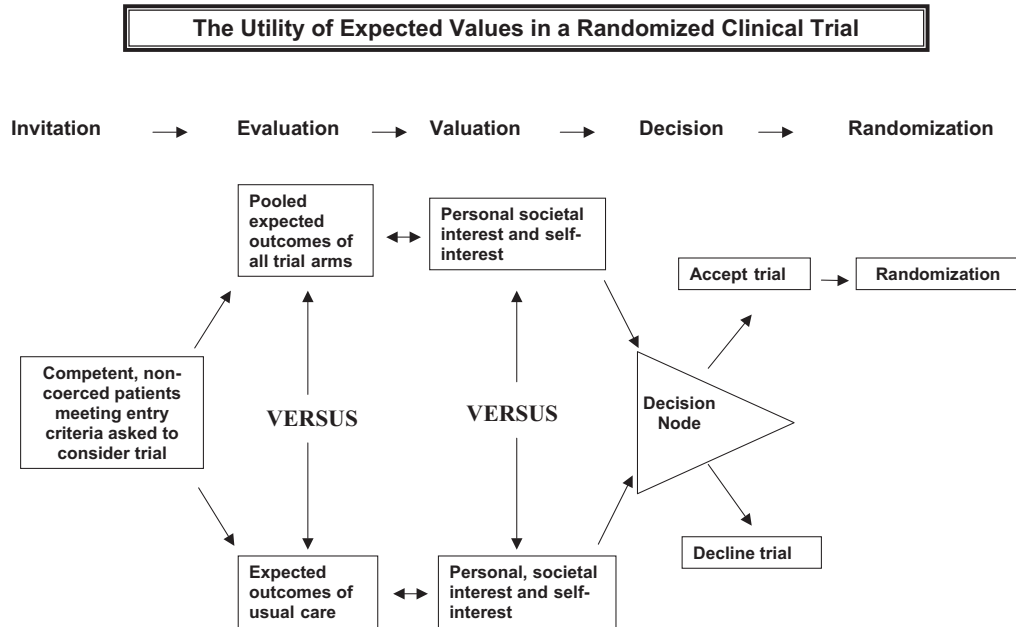 The Utility of Expected Values in a Randomized Clinical Trial
Invitation Evaluation Valuation Decision Randomization
Pooled
expected
outcomes of
all trial arms
Personal societal
interest and self-
interest
Accept trial
Randomization
Competent, non-
coerced patients
meeting entry
criteria asked to
consider trial
VERSUS
VERSUS
Decision
Node
Decline trial
Expected
outcomes of
usual care
Personal, societal
interest and self-
interest